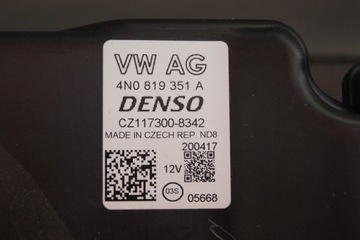 VW AG
4N0 819 351 A
DENSO
CZ117300-8342
MADE IN CZECH REP. ND8
200417
12V
03S
05668